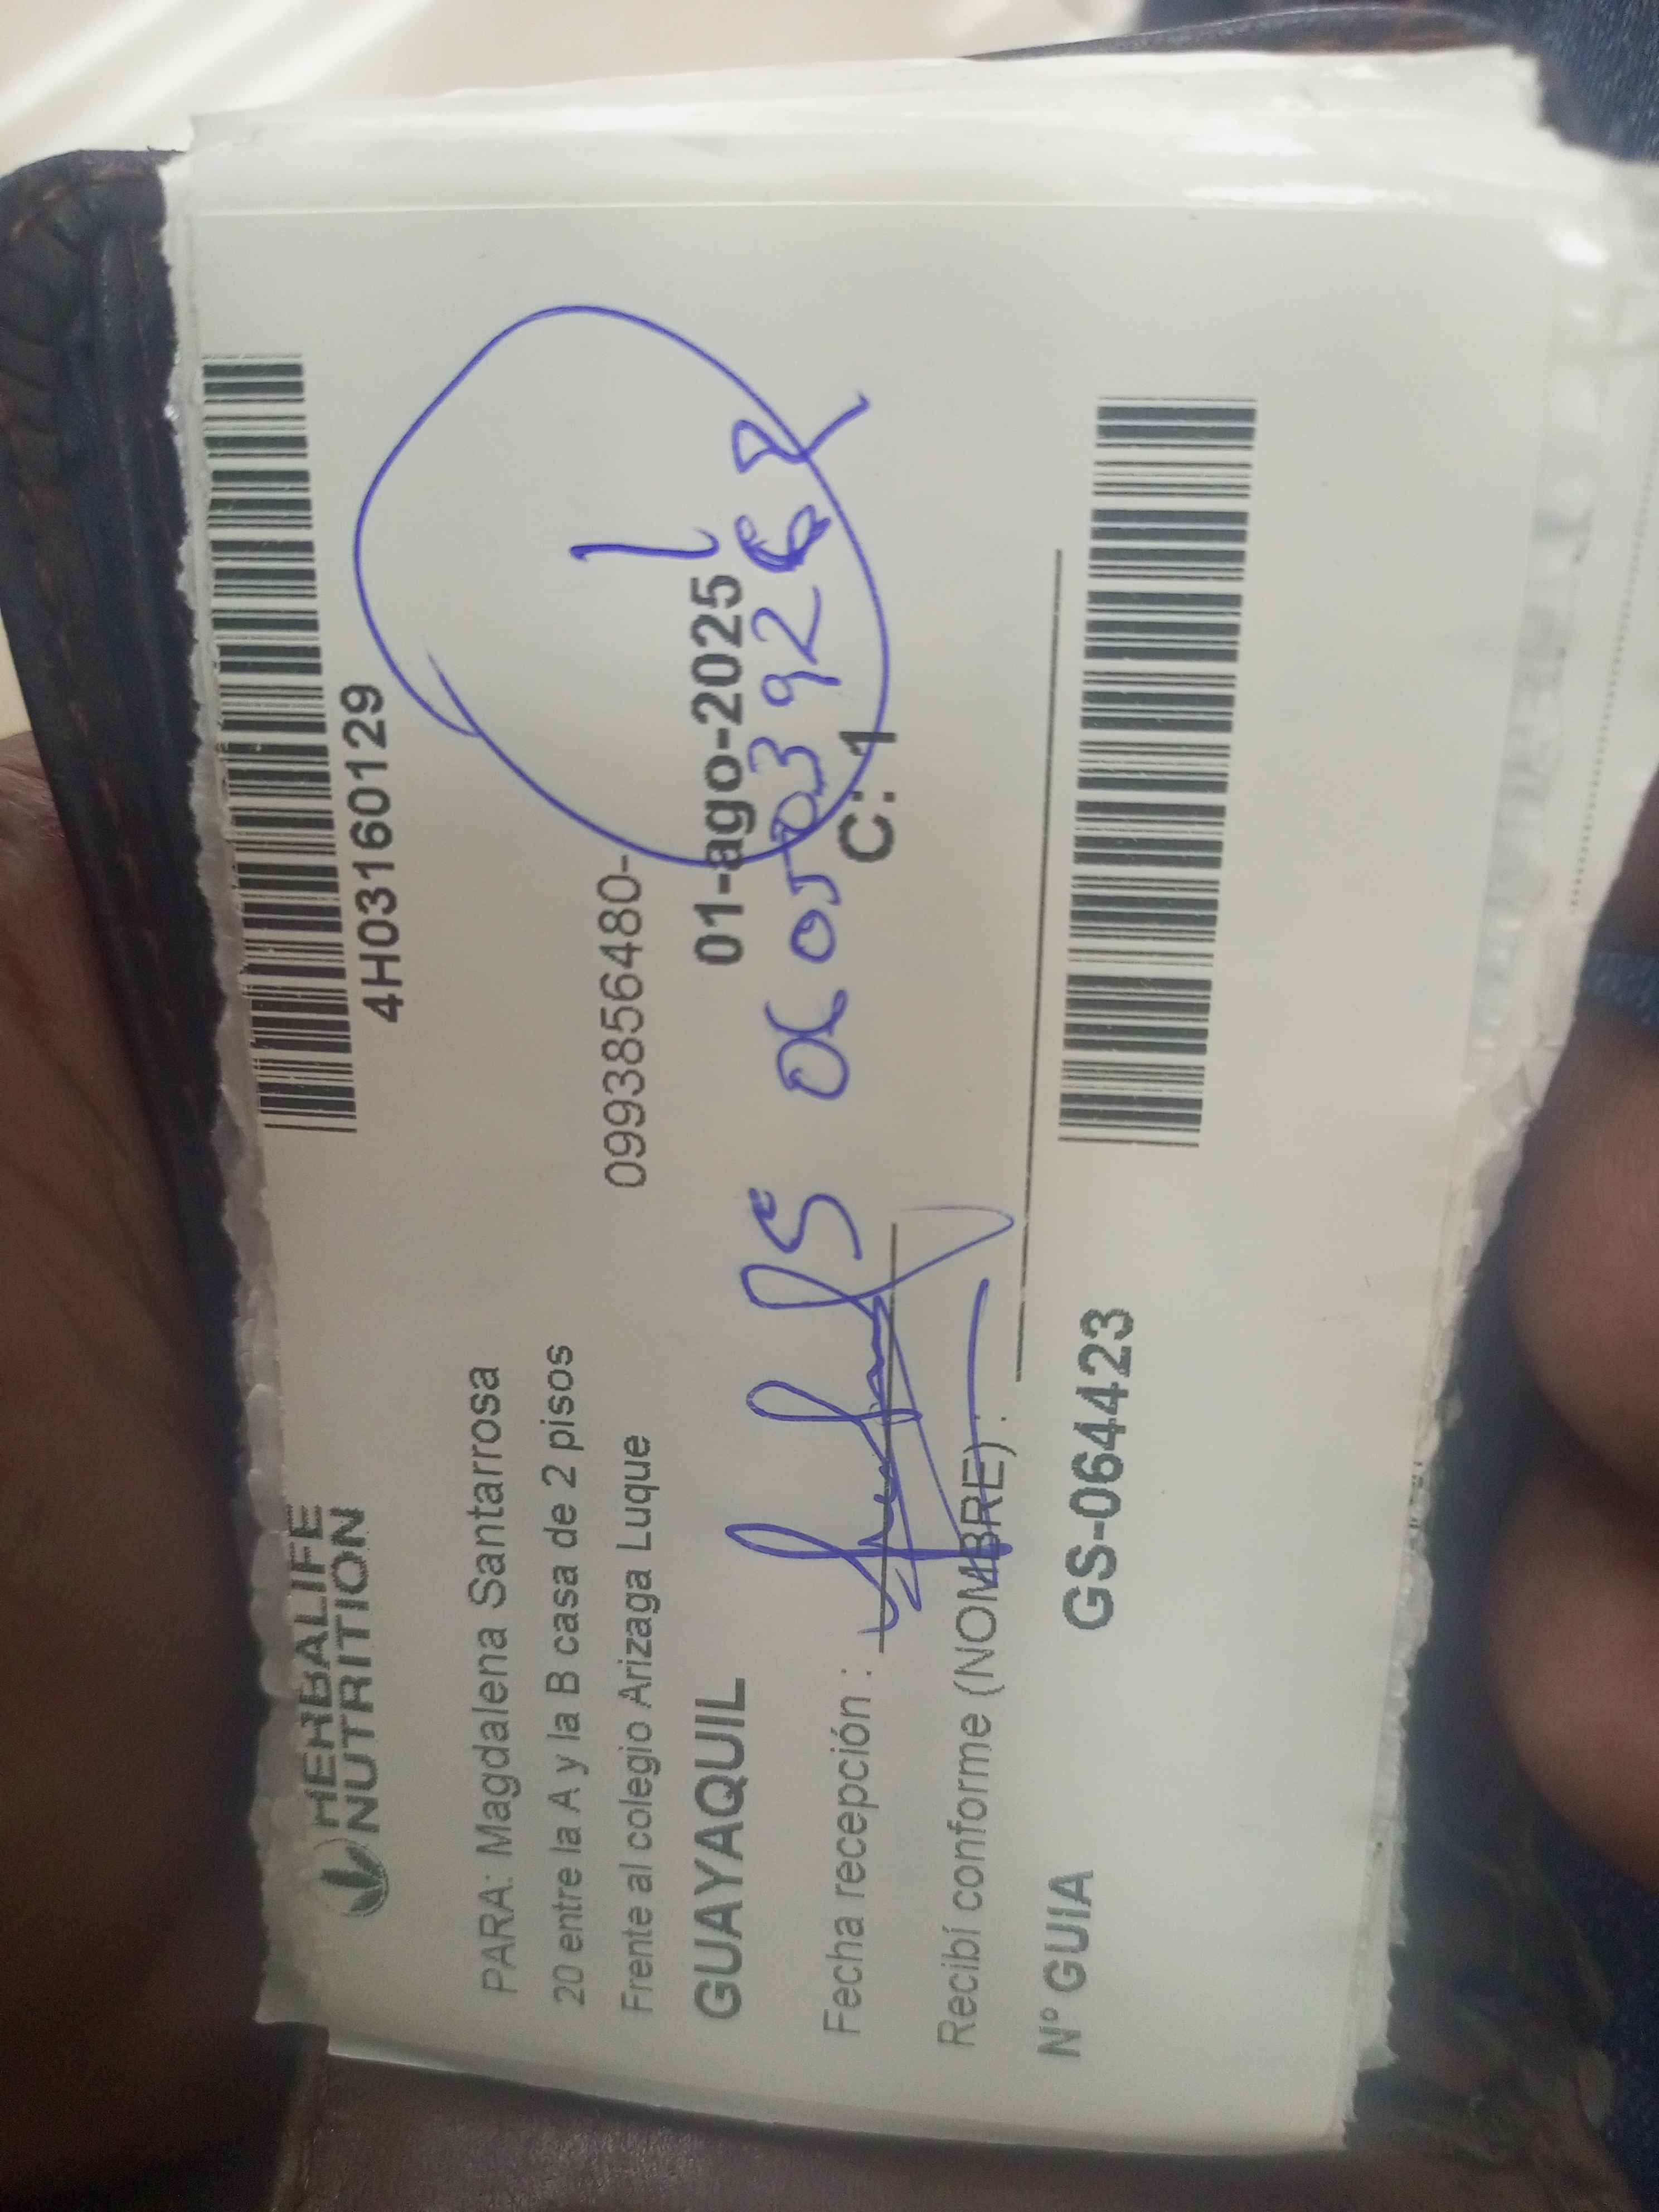 HERBALIFE
NUTRITION
4H03160129
PARA: Magdalena Santarrosa
20 entre la A y la B casa de 2 pisos
Frente al colegio Arizaga Luque
0993856480-
GUAYAQUIL
01-ago-2025
C: 1
Fecha recepción :
Recibí conforme (NOMBRE) :
Nº GUIA
GS-064423